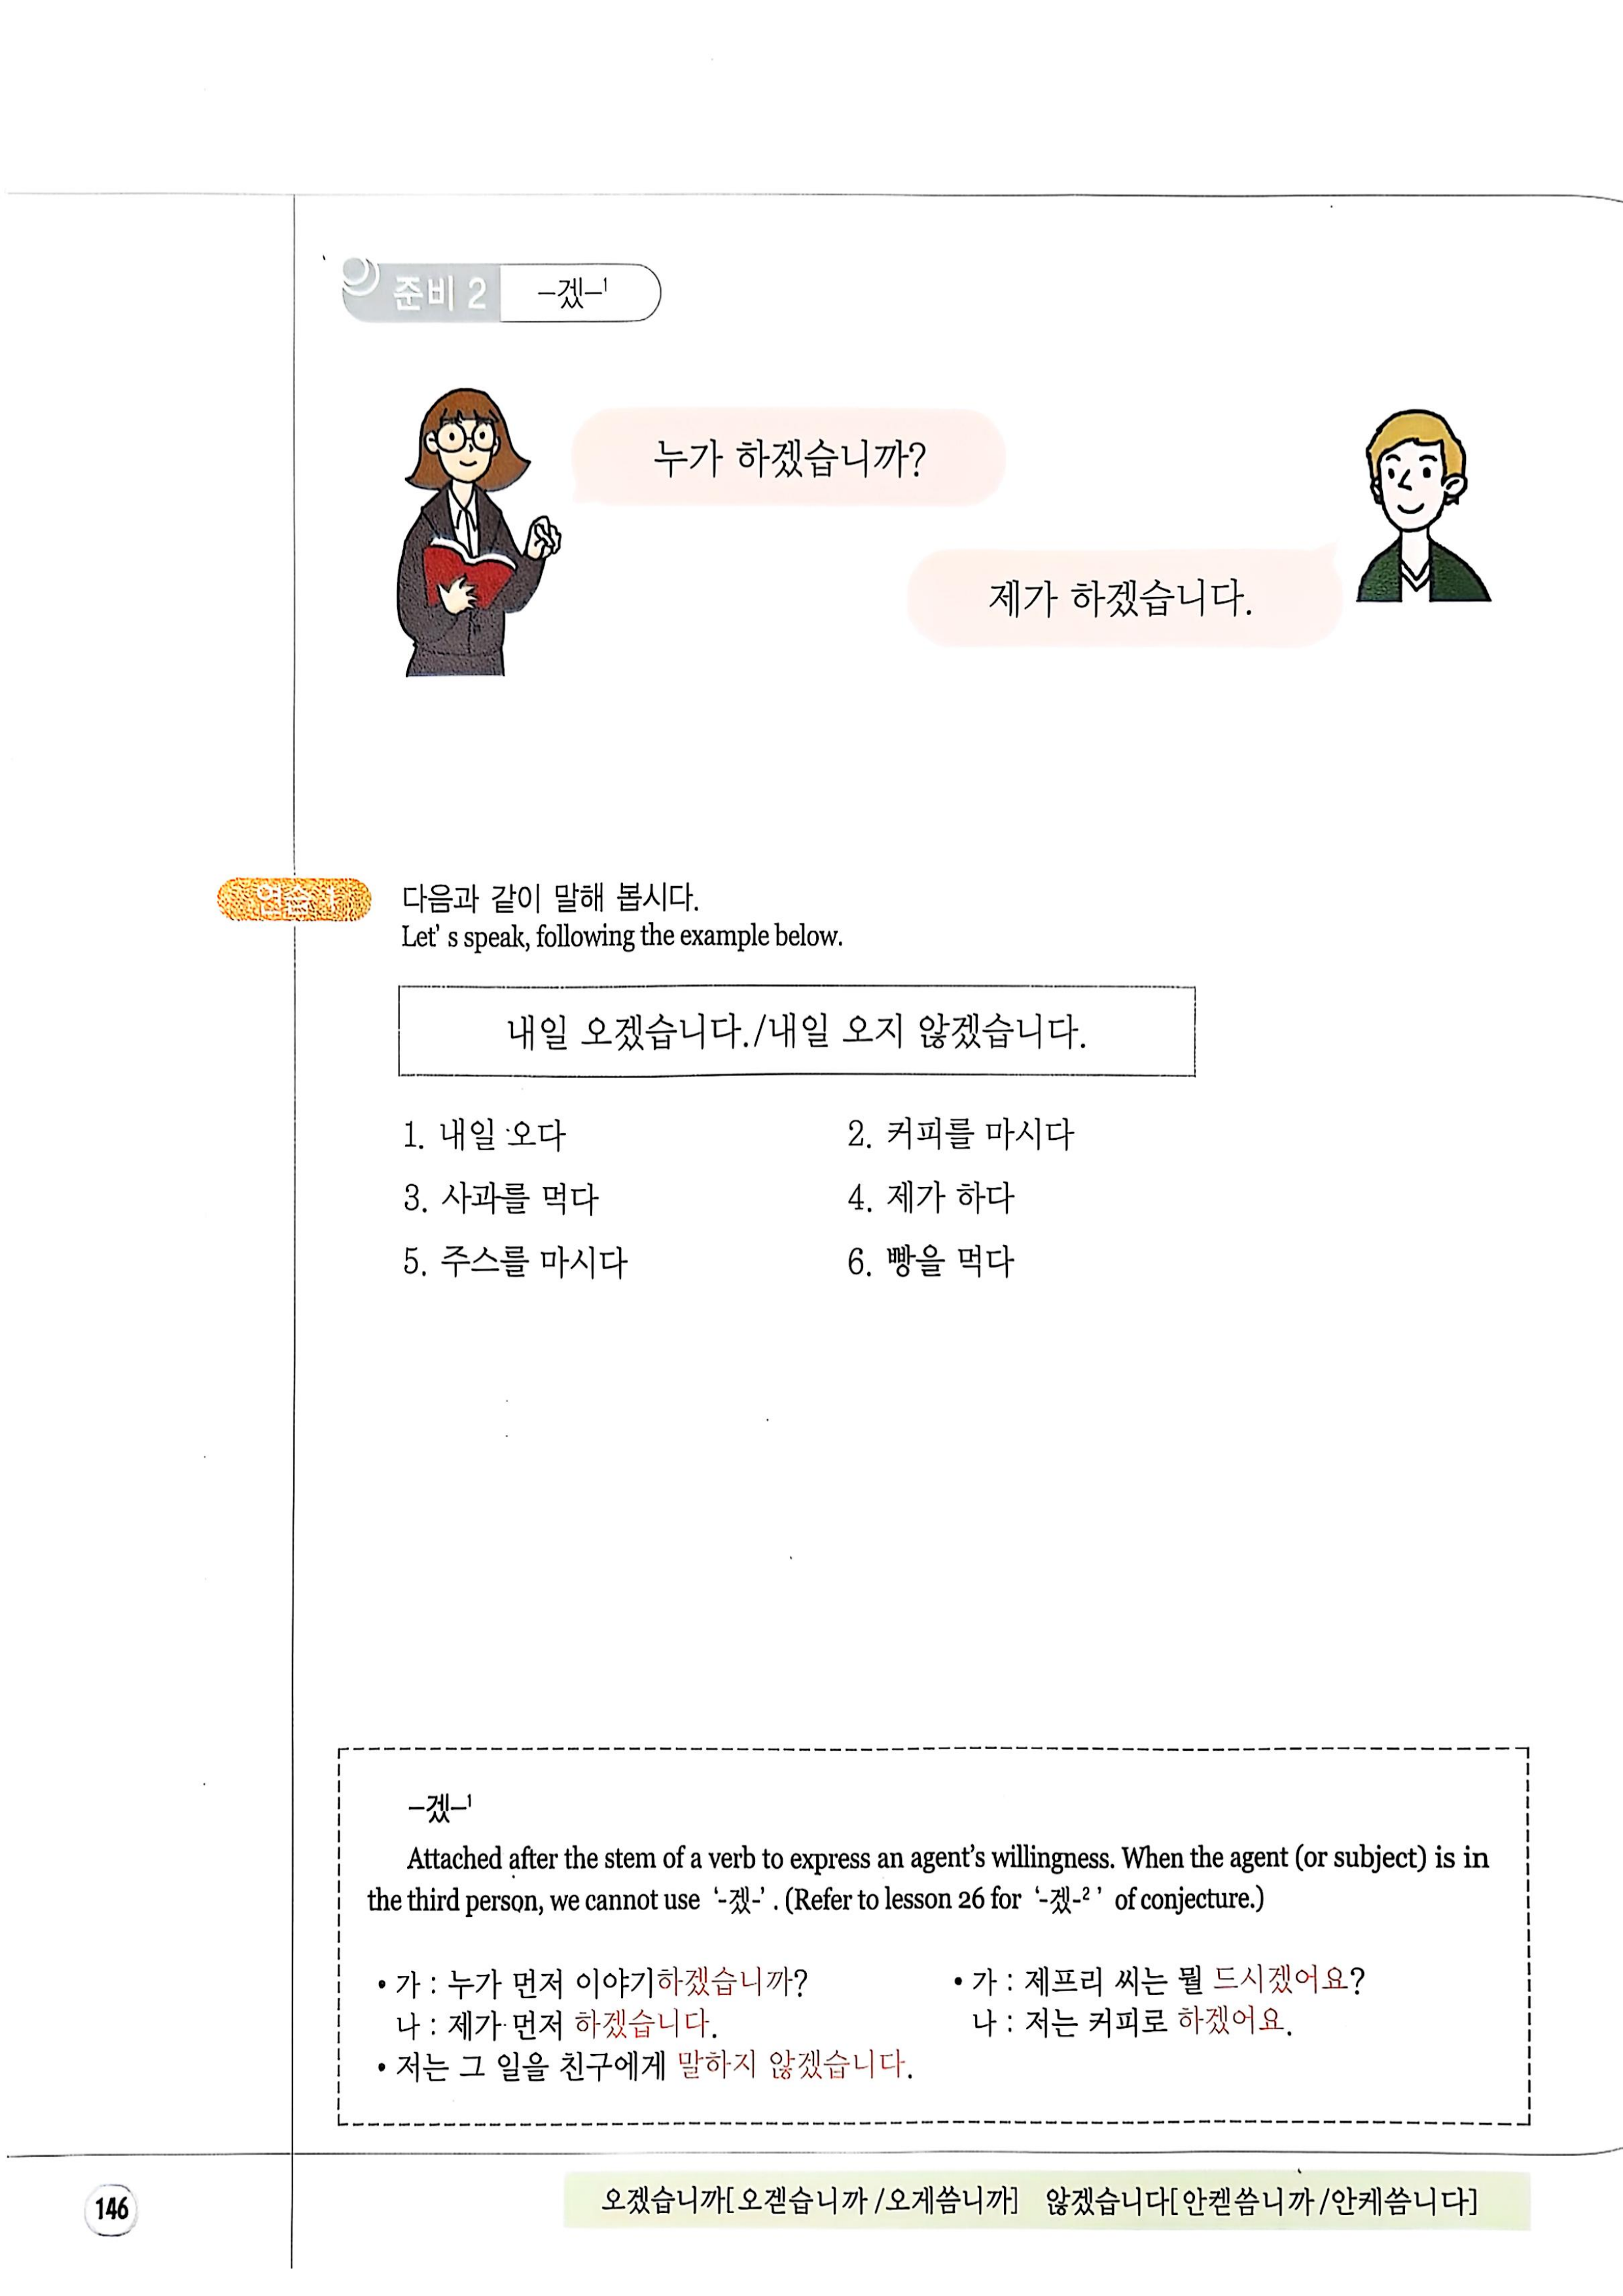 준비 2 –겠–¹
누가 하겠습니까?
제가 하겠습니다.
연습 1
다음과 같이 말해 봅시다.
Let's speak, following the example below.
내일 오겠습니다./내일 오지 않겠습니다.
1. 내일 오다 2. 커피를 마시다
3. 사과를 먹다 4. 제가 하다
5. 주스를 마시다 6. 빵을 먹다
–겠–¹
Attached after the stem of a verb to express an agent's willingness. When the agent (or subject) is in
the third person, we cannot use '-겠-'. (Refer to lesson 26 for '-겠-²' of conjecture.)
• 가 : 누가 먼저 이야기하겠습니까? • 가 : 제프리 씨는 뭘 드시겠어요?
나 : 제가 먼저 하겠습니다. 나 : 저는 커피로 하겠어요.
• 저는 그 일을 친구에게 말하지 않겠습니다.
146 오겠습니까[오겓습니까/오게씀니까] 않겠습니다[안켇씀니까/안케씀니다]